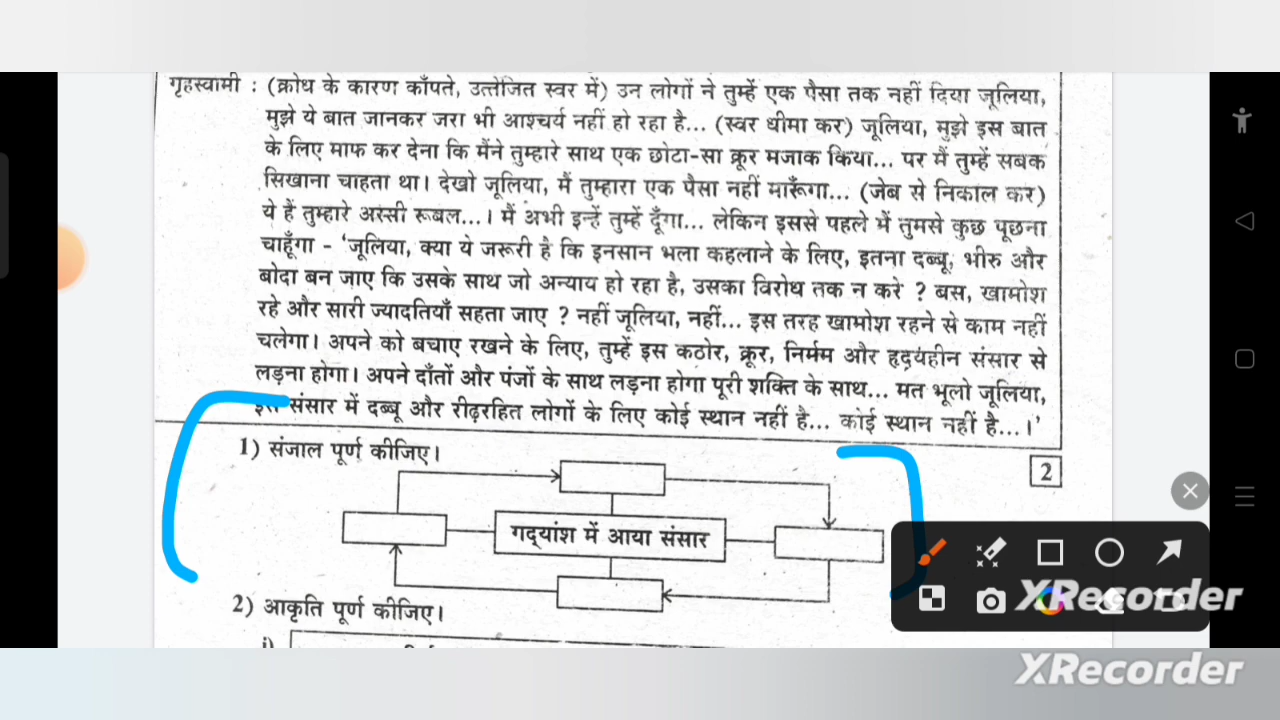 गृहस्वामी : (क्रोध के कारण काँपते, उत्तेजित स्वर में) उन लोगों ने तुम्हें एक पैसा तक नहीं दिया जूलिया,
मुझे ये बात जानकर जरा भी आश्चर्य नहीं हो रहा है... (स्वर धीमा कर) जूलिया, मुझे इस बात
के लिए माफ कर देना कि मैंने तुम्हारे साथ एक छोटा-सा क्रूर मजाक किया... पर मैं तुम्हें सबक
सिखाना चाहता था। देखो जूलिया, मैं तुम्हारा एक पैसा नहीं मारूँगा... (जेब से निकाल कर)
ये हैं तुम्हारे अस्सी रूबल...। मैं अभी इन्हें तुम्हें दूँगा... लेकिन इससे पहले मैं तुमसे कुछ पूछना
चाहूँगा - 'जूलिया, क्या ये जरूरी है कि इनसान भला कहलाने के लिए, इतना दब्बू, भीरु और
बोदा बन जाए कि उसके साथ जो अन्याय हो रहा है, उसका विरोध तक न करे ? बस, खामोश
रहे और सारी ज्यादतियाँ सहता जाए ? नहीं जूलिया, नहीं... इस तरह खामोश रहने से काम नहीं
चलेगा। अपने को बचाए रखने के लिए, तुम्हें इस कठोर, क्रूर, निर्मम और हृदयहीन संसार से
लड़ना होगा। अपने दाँतों और पंजों के साथ लड़ना होगा पूरी शक्ति के साथ... मत भूलो जूलिया,
इस संसार में दब्बू और रीढ़रहित लोगों के लिए कोई स्थान नहीं है... कोई स्थान नहीं है...।'
1) संजाल पूर्ण कीजिए।
2
गद्यांश में आया संसार
2) आकृति पूर्ण कीजिए।
i)
XRecorder
XRecorder